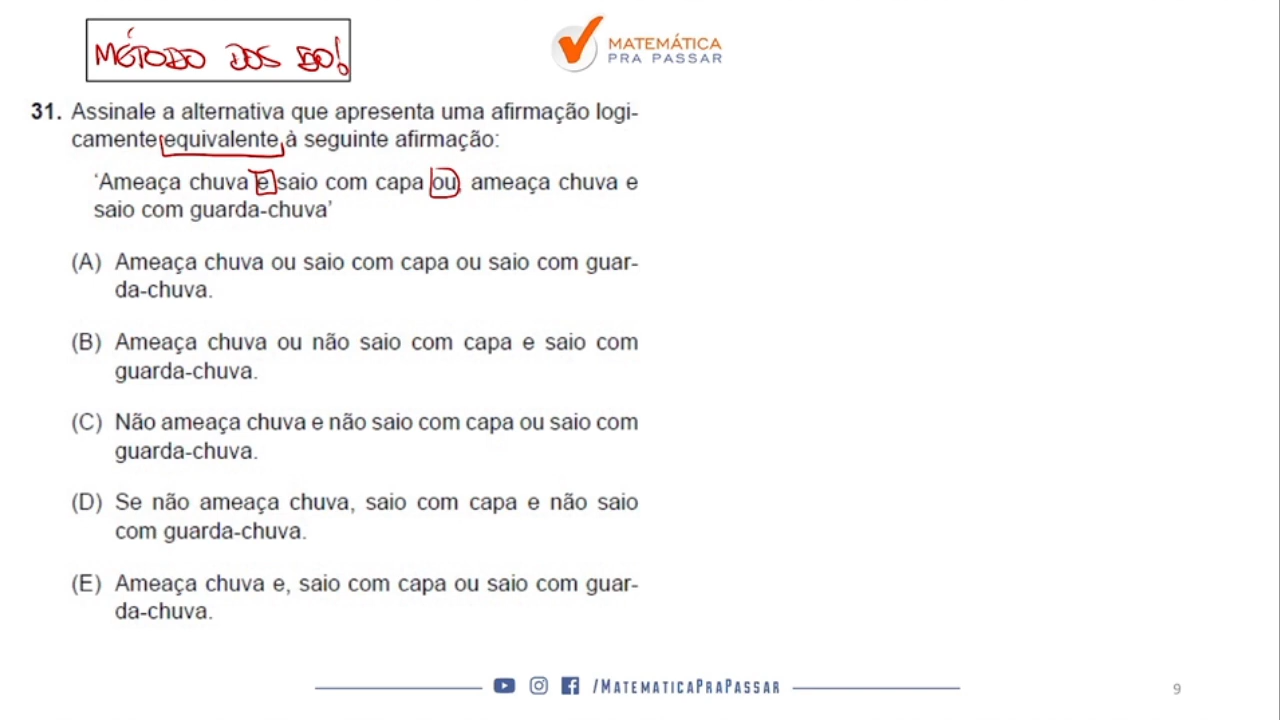 MÉTODO DOS 50!
MATEMÁTICA
PRA PASSAR
31. Assinale a alternativa que apresenta uma afirmação logi-
camente equivalente à seguinte afirmação:
‘Ameaça chuva e saio com capa ou, ameaça chuva e
saio com guarda-chuva’
(A) Ameaça chuva ou saio com capa ou saio com guar-
da-chuva.
(B) Ameaça chuva ou não saio com capa e saio com
guarda-chuva.
(C) Não ameaça chuva e não saio com capa ou saio com
guarda-chuva.
(D) Se não ameaça chuva, saio com capa e não saio
com guarda-chuva.
(E) Ameaça chuva e, saio com capa ou saio com guar-
da-chuva.
/MATEMATICAPRAPASSAR
9